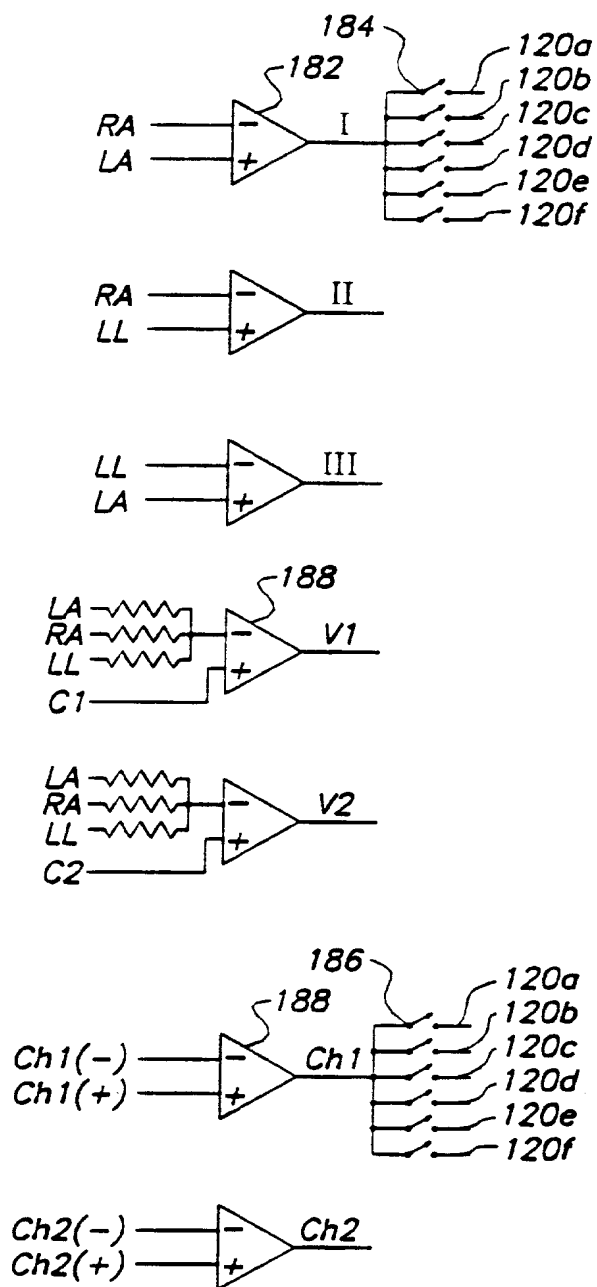 184
120a
182
120b
RA
−
I
120c
LA
+
120d
120e
120f
RA
−
II
LL
+
LL
−
III
LA
+
188
LA
RA
−
V1
LL
+
C1
LA
RA
−
V2
LL
+
C2
186
120a
188
120b
Ch1(−)
−
Ch1
120c
Ch1(+)
+
120d
120e
120f
Ch2(−)
−
Ch2
Ch2(+)
+